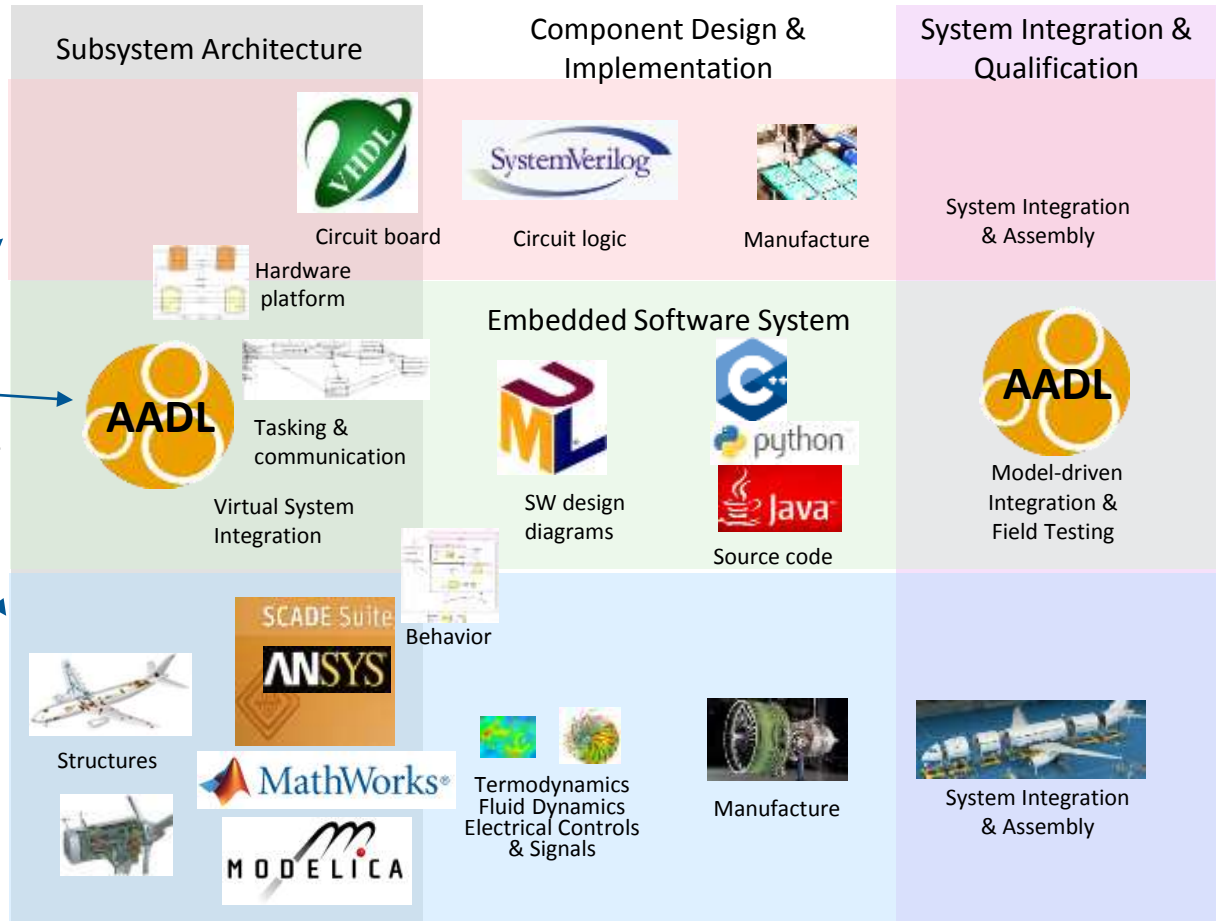 Subsystem Architecture
Component Design &
Implementation
System Integration &
Qualification
VHDL
SystemVerilog
Circuit board
Circuit logic
Manufacture
System Integration
& Assembly
Hardware
platform
Embedded Software System
AADL
Tasking &
communication
Virtual System
Integration
UML
SW design
diagrams
C++
python
Java
Source code
AADL
Model-driven
Integration &
Field Testing
Behavior
SCADE Suite
ANSYS
Structures
MathWorks®
MODELICA
Termodynamics
Fluid Dynamics
Electrical Controls
& Signals
Manufacture
System Integration
& Assembly